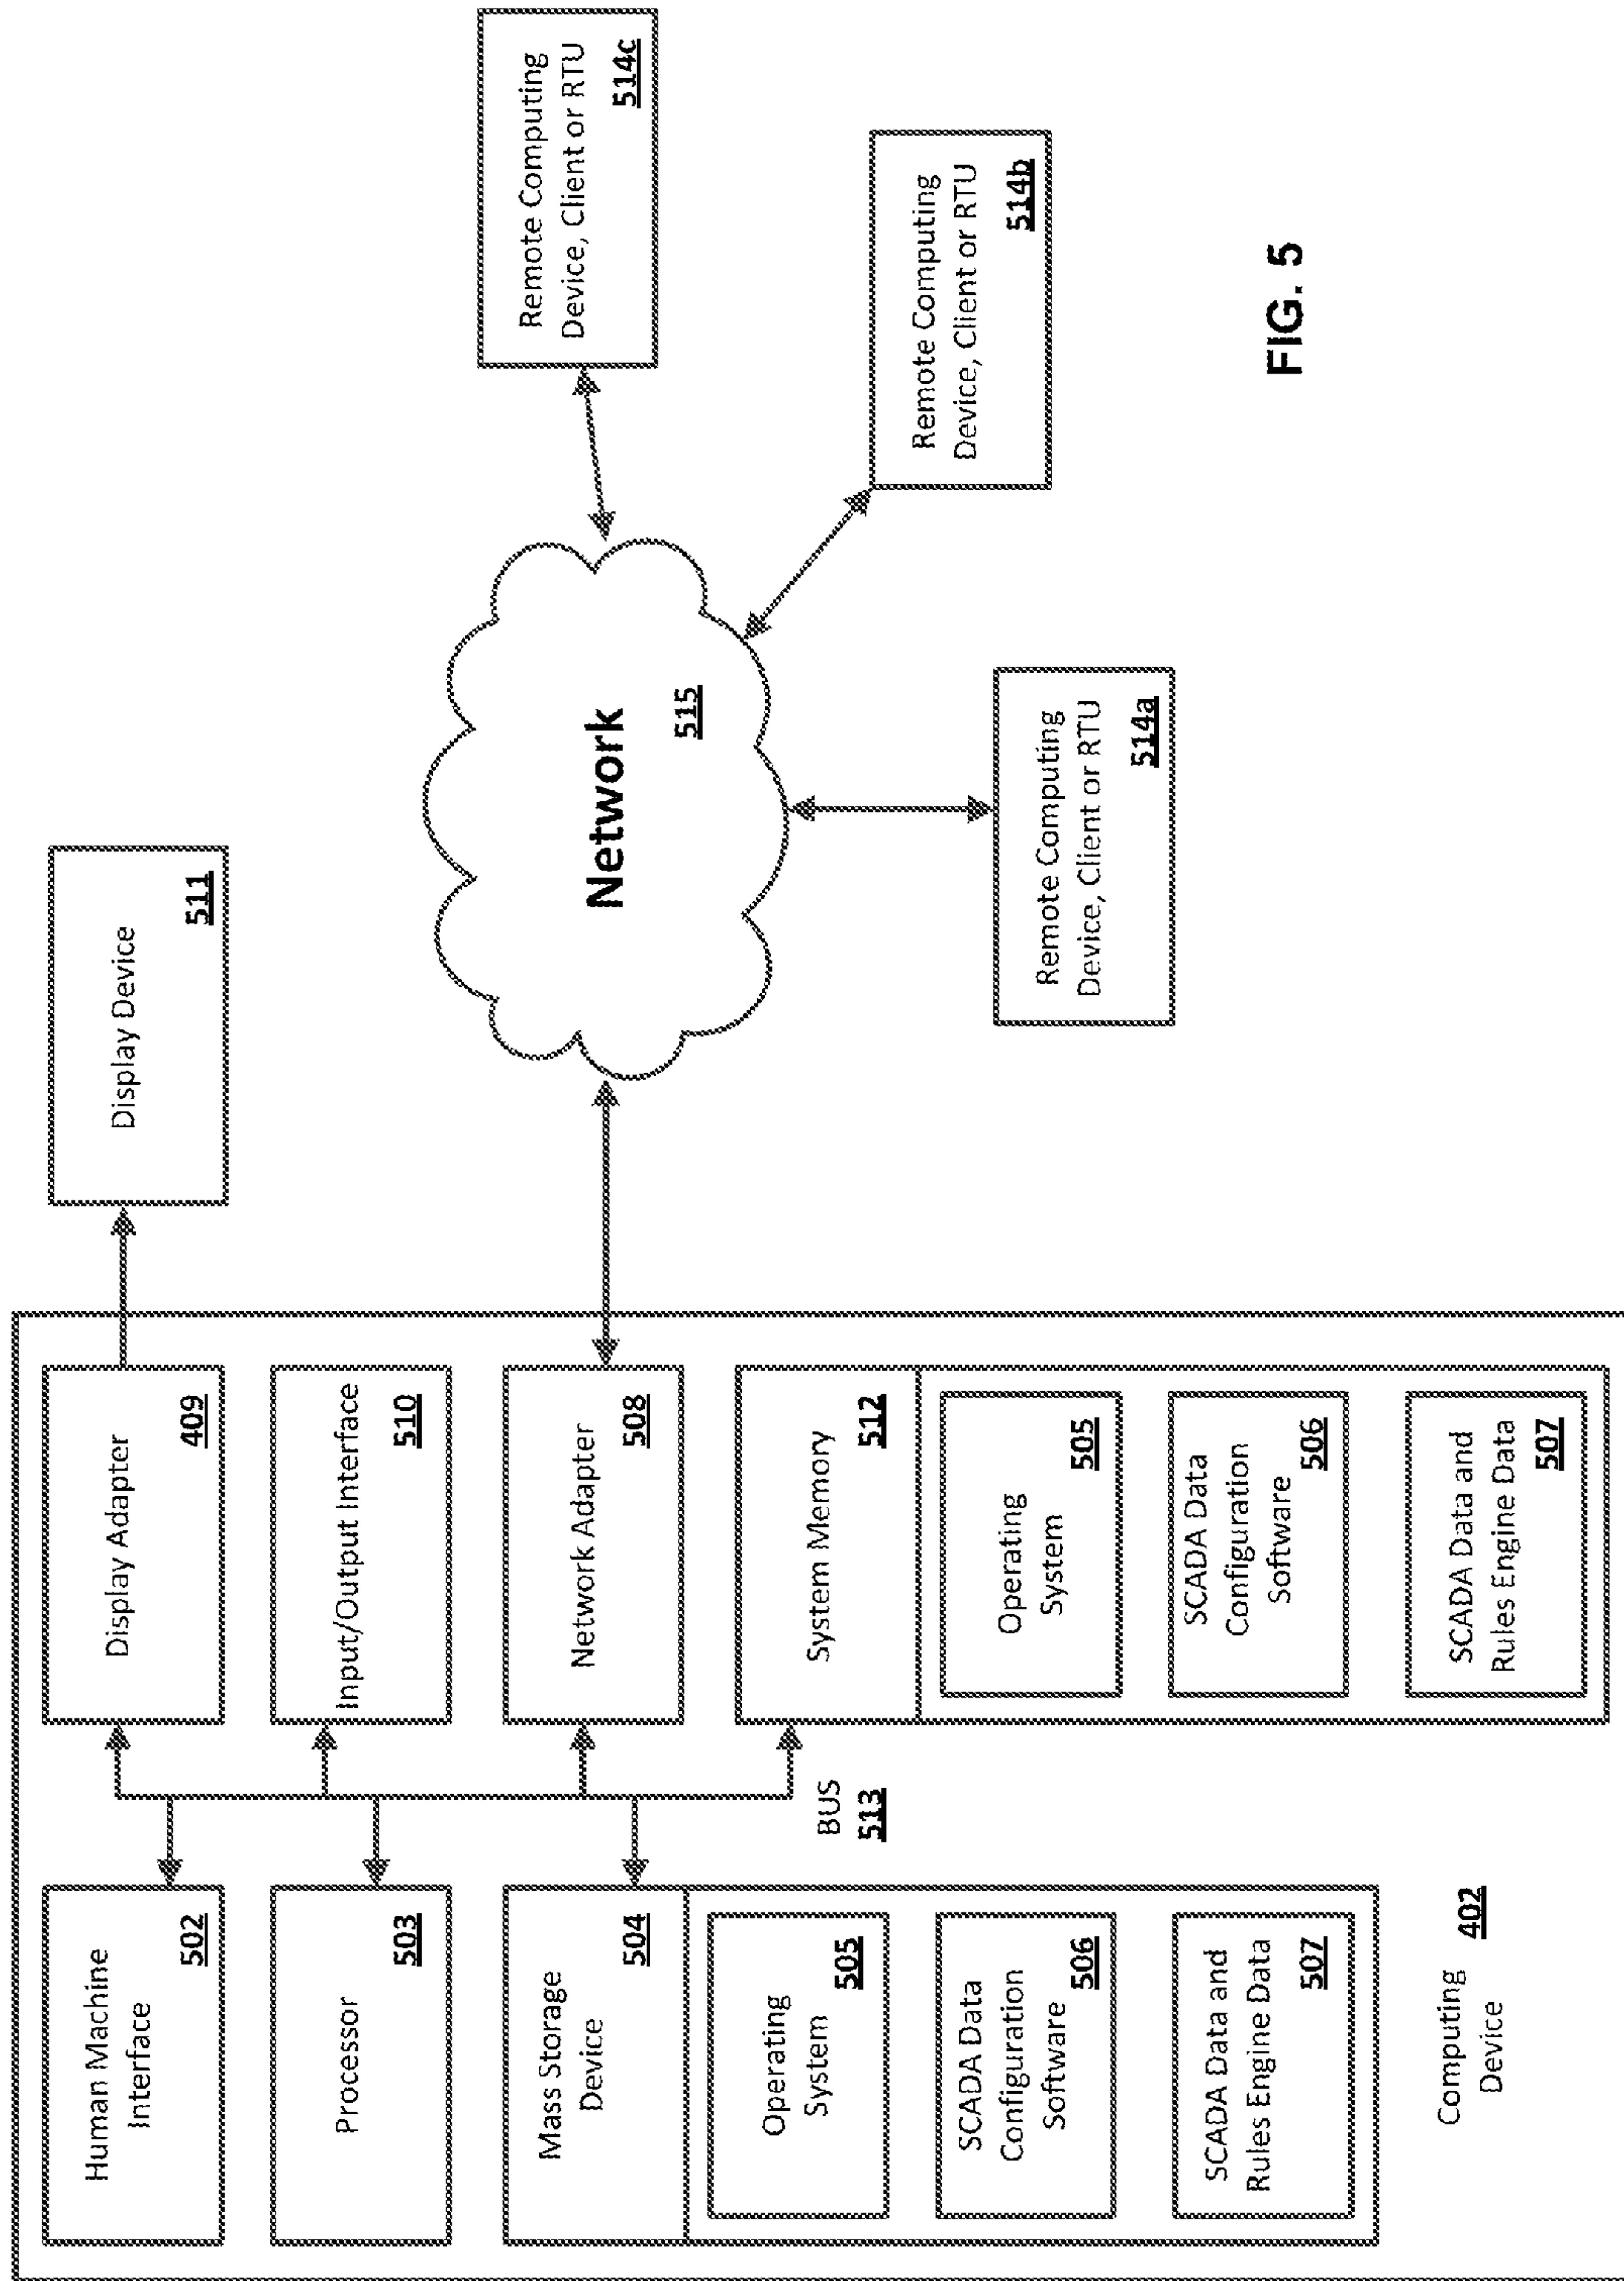 Human Machine
Interface
502
Processor
503
Mass Storage
Device
504
Operating
System
505
SCADA Data
Configuration
Software
506
SCADA Data and
Rules Engine Data
507
Computing
Device
402
BUS
513
Display Adapter
409
Input/Output Interface
510
Network Adapter
508
System Memory
512
Operating
System
505
SCADA Data
Configuration
Software
506
SCADA Data and
Rules Engine Data
507
Display Device
511
Network
515
Remote Computing
Device, Client or RTU
514a
Remote Computing
Device, Client or RTU
514b
Remote Computing
Device, Client or RTU
514c
FIG. 5